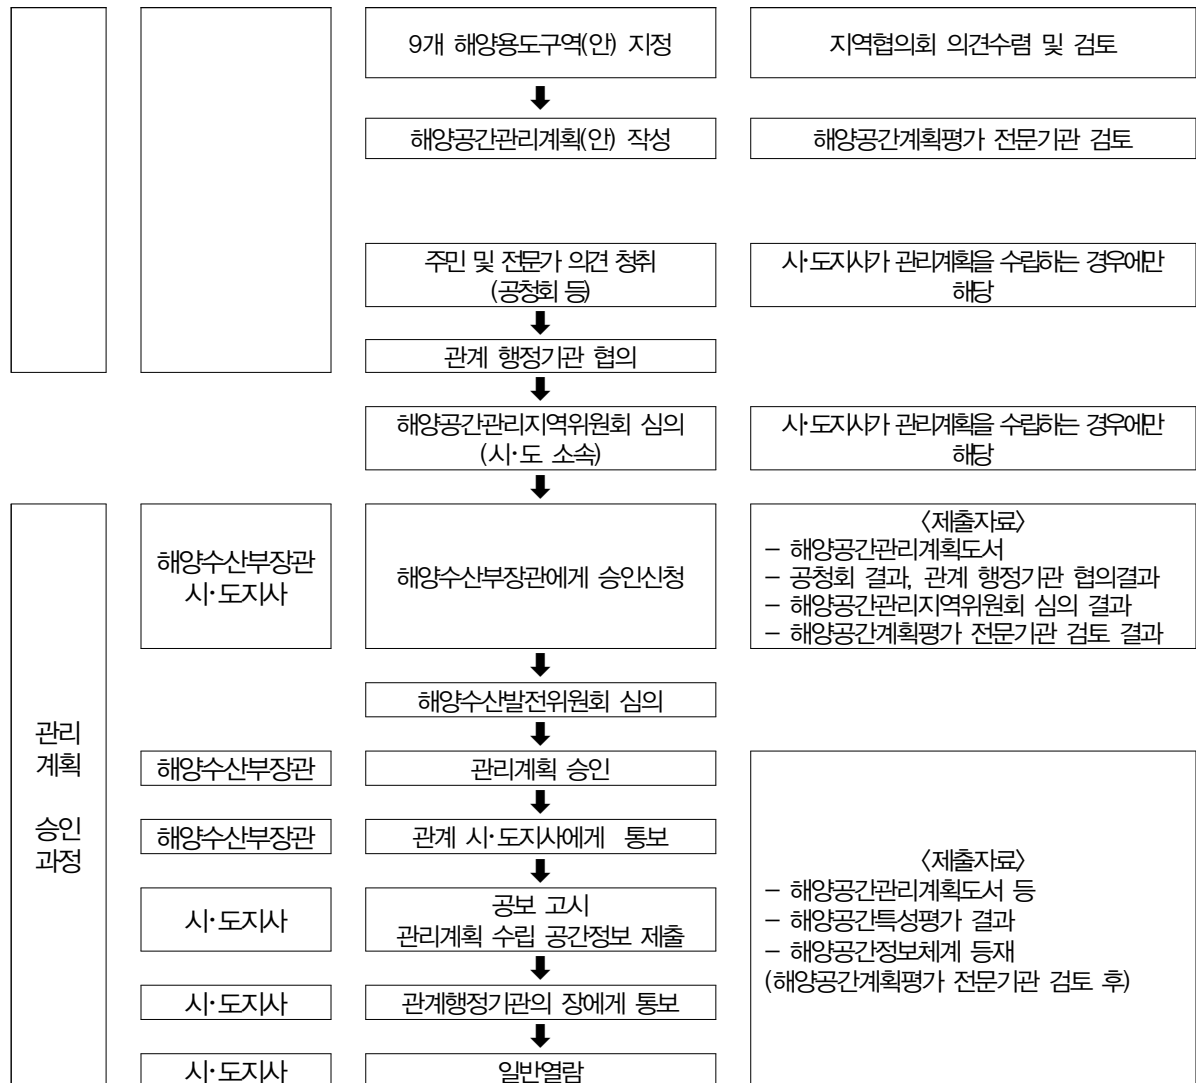 9개 해양용도구역(안) 지정
지역협의회 의견수렴 및 검토
해양공간관리계획(안) 작성
해양공간계획평가 전문기관 검토
주민 및 전문가 의견 청취
(공청회 등)
시·도지사가 관리계획을 수립하는 경우에만
해당
관계 행정기관 협의
해양공간관리지역위원회 심의
(시·도 소속)
시·도지사가 관리계획을 수립하는 경우에만
해당
관리
계획
승인
과정
해양수산부장관
시·도지사
해양수산부장관에게 승인신청
<제출자료>
- 해양공간관리계획도서
- 공청회 결과, 관계 행정기관 협의결과
- 해양공간관리지역위원회 심의 결과
- 해양공간계획평가 전문기관 검토 결과
해양수산발전위원회 심의
해양수산부장관
관리계획 승인
해양수산부장관
관계 시·도지사에게 통보
시·도지사
공보 고시
관리계획 수립 공간정보 제출
<제출자료>
- 해양공간관리계획도서 등
- 해양공간특성평가 결과
- 해양공간정보체계 등재
(해양공간계획평가 전문기관 검토 후)
시·도지사
관계행정기관의 장에게 통보
시·도지사
일반열람